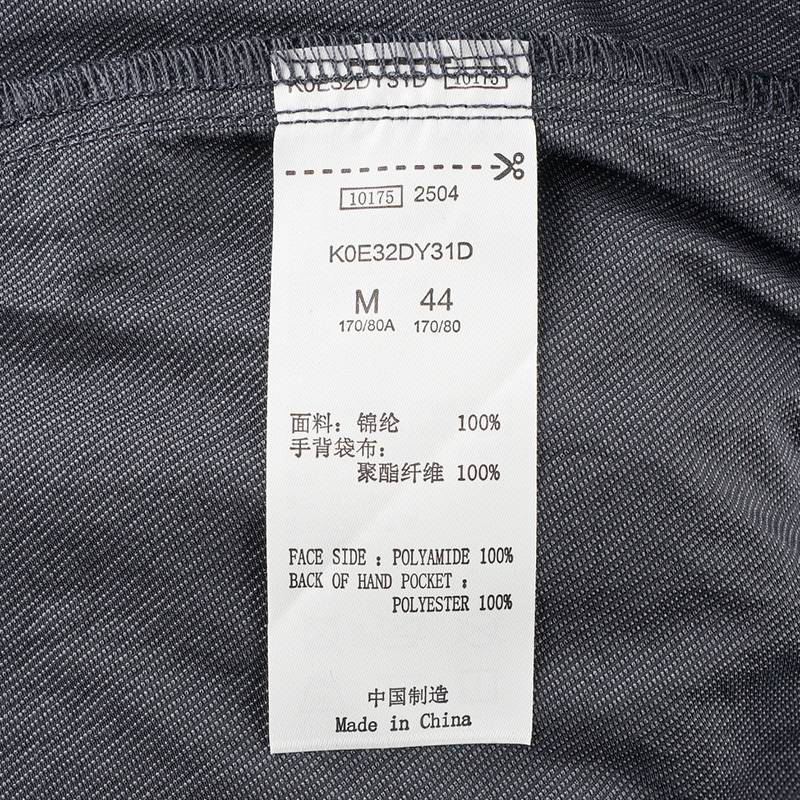 K0E32DY31D 10175
10175 2504
K0E32DY31D
M 44
170/80A 170/80
面料：锦纶 100%
手背袋布：
聚酯纤维 100%
FACE SIDE : POLYAMIDE 100%
BACK OF HAND POCKET :
POLYESTER 100%
中国制造
Made in China